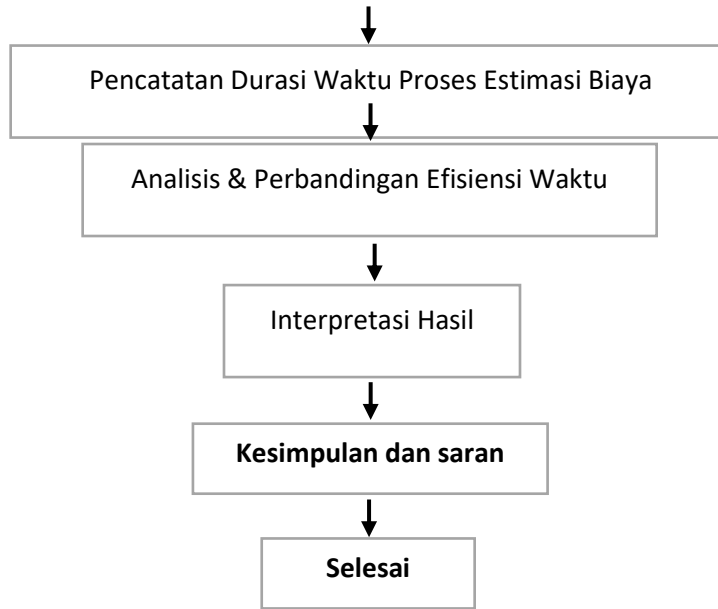 Pencatatan Durasi Waktu Proses Estimasi Biaya
Analisis & Perbandingan Efisiensi Waktu
Interpretasi Hasil
Kesimpulan dan saran
Selesai